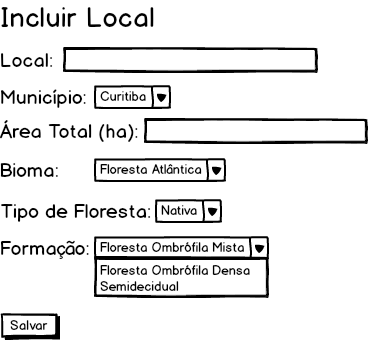 Incluir Local
Local:
Município: Curitiba
Área Total (ha):
Bioma: Floresta Atlântica
Tipo de Floresta: Nativa
Formação: Floresta Ombrófila Mista
Floresta Ombrófila Densa
Semidecidual
Salvar